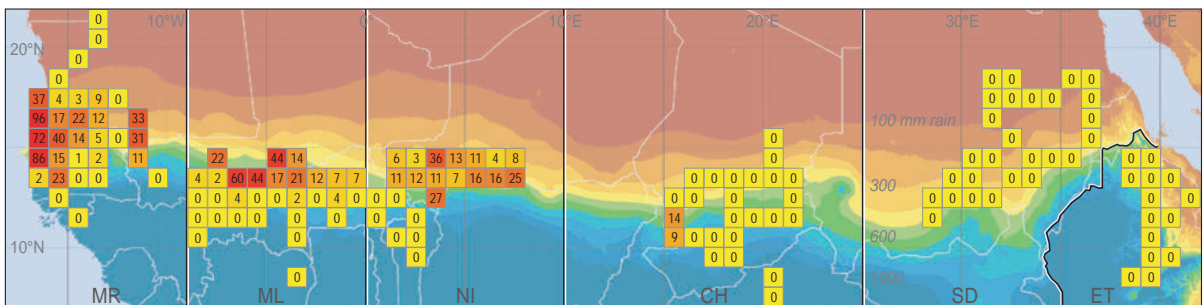 10°W 0° 10°E 20°E 30°E 40°E
0
0
20°N
0
0 0 0 0 0
37 4 3 9 0 0 0 0 0 0
96 17 22 12 33 100 mm rain 0 0
72 40 14 5 0 31 0 0 0
86 15 1 2 11 22 44 14 6 3 36 13 11 4 8 0 0 0 0 0 0 0
2 23 0 0 0 4 2 60 44 17 21 12 7 7 11 12 11 7 16 16 25 0 0 0 0 0 0 300 0 0 0 0 0
0 0 0 4 0 0 2 0 4 0 0 0 27 0 0 0 0 0 0 0 0 0
0 0 0 0 0 0 0 0 0 0 14 0 0 0 0 0 0 0
10°N 0 0 0 0 9 0 0 0 600 0
0 0 0 0 0
0 0 1000 0 0
0
MR ML NI CH SD ET